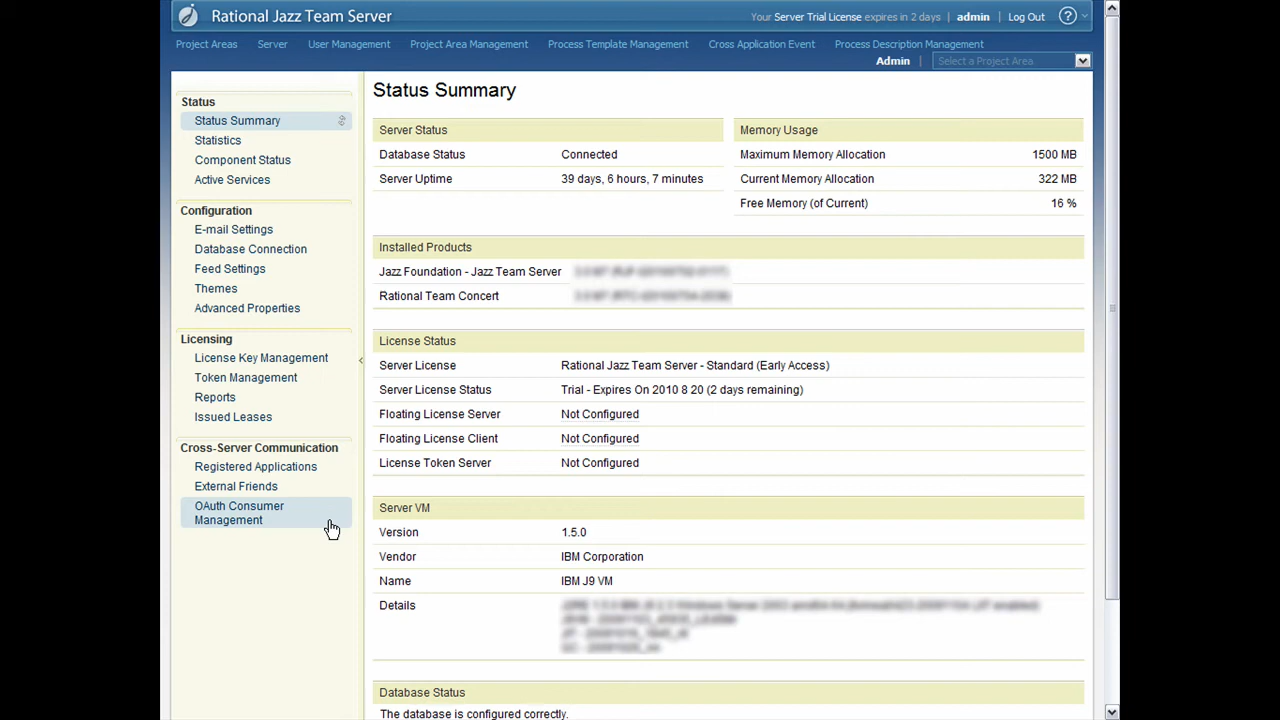 Rational Jazz Team Server
Your Server Trial License expires in 2 days | admin | Log Out
Project Areas Server User Management Project Area Management Process Template Management Cross Application Event Process Description Management
Admin | Select a Project Area
Status
Status Summary
Statistics
Component Status
Active Services
Configuration
E-mail Settings
Database Connection
Feed Settings
Themes
Advanced Properties
Licensing
License Key Management
Token Management
Reports
Issued Leases
Cross-Server Communication
Registered Applications
External Friends
OAuth Consumer
Management
Status Summary
Server Status
Database Status Connected
Server Uptime 39 days, 6 hours, 7 minutes
Memory Usage
Maximum Memory Allocation 1500 MB
Current Memory Allocation 322 MB
Free Memory (of Current) 16 %
Installed Products
Jazz Foundation - Jazz Team Server
Rational Team Concert
License Status
Server License Rational Jazz Team Server - Standard (Early Access)
Server License Status Trial - Expires On 2010 8 20 (2 days remaining)
Floating License Server Not Configured
Floating License Client Not Configured
License Token Server Not Configured
Server VM
Version 1.5.0
Vendor IBM Corporation
Name IBM J9 VM
Details
Database Status
The database is configured correctly.